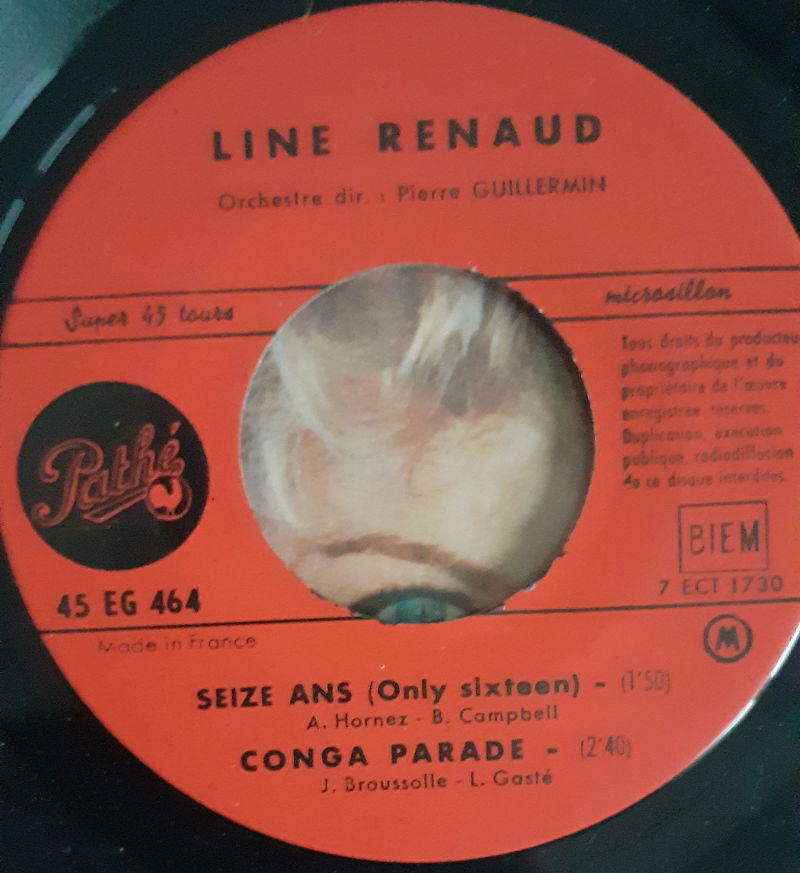 LINE RENAUD
Orchestre dir. : Pierre GUILLERMIN
Super 45 tours
microsillon
Tous droits du producteu
phonographique et du
propriétaire de l'œuvre
enregistrée réservés.
Duplication, exécution
publique, radiodiffusion
de ce disque interdites.
Pathé
BIEM
45 EG 464
7 ECT 1730
Made in France
M
SEIZE ANS (Only sixteen) - (1'50)
A. Hornez - B. Campbell
CONGA PARADE - (2'40)
J. Broussolle - L. Gasté